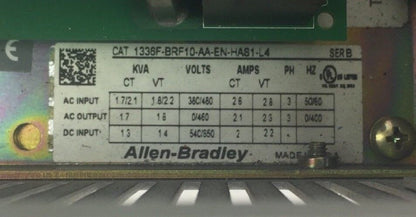 CAT 1336F-BRF10-AA-EN-HAS1-L4 SER B
KVA VOLTS AMPS PH HZ
CT VT CT VT
AC INPUT 1.7/2.1 1.8/2.2 380/480 2.6 2.8 3 50/60
AC OUTPUT 1.7 1.8 0/460 2.1 2.3 3 0/400
DC INPUT 1.3 1.4 540/650 2 2.2 - -
Allen-Bradley MADE